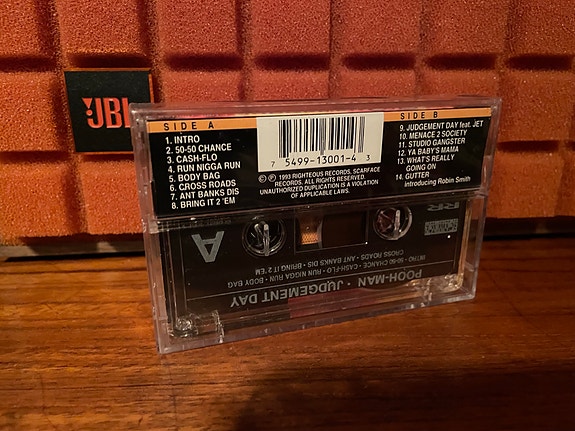 JBL
SIDE A
1. INTRO
2. 50-50 CHANCE
3. CASH-FLO
4. RUN NIGGA RUN
5. BODY BAG
6. CROSS ROADS
7. ANT BANKS DIS
8. BRING IT 2 'EM
7 5499-13001-4 3
℗ © 1993 RIGHTEOUS RECORDS, SCARFACE
RECORDS. ALL RIGHTS RESERVED.
UNAUTHORIZED DUPLICATION IS A VIOLATION
OF APPLICABLE LAWS.
SIDE B
9. JUDGEMENT DAY feat. JET
10. MENACE 2 SOCIETY
11. STUDIO GANGSTER
12. YA BABY'S MAMA
13. WHAT'S REALLY
GOING ON
14. GUTTER
Introducing Robin Smith
POOH-MAN • JUDGEMENT DAY
INTRO • 50-50 CHANCE • CASH-FLO • RUN NIGGA RUN • BODY BAG
CROSS ROADS • ANT BANKS DIS • BRING IT 2 'EM
A